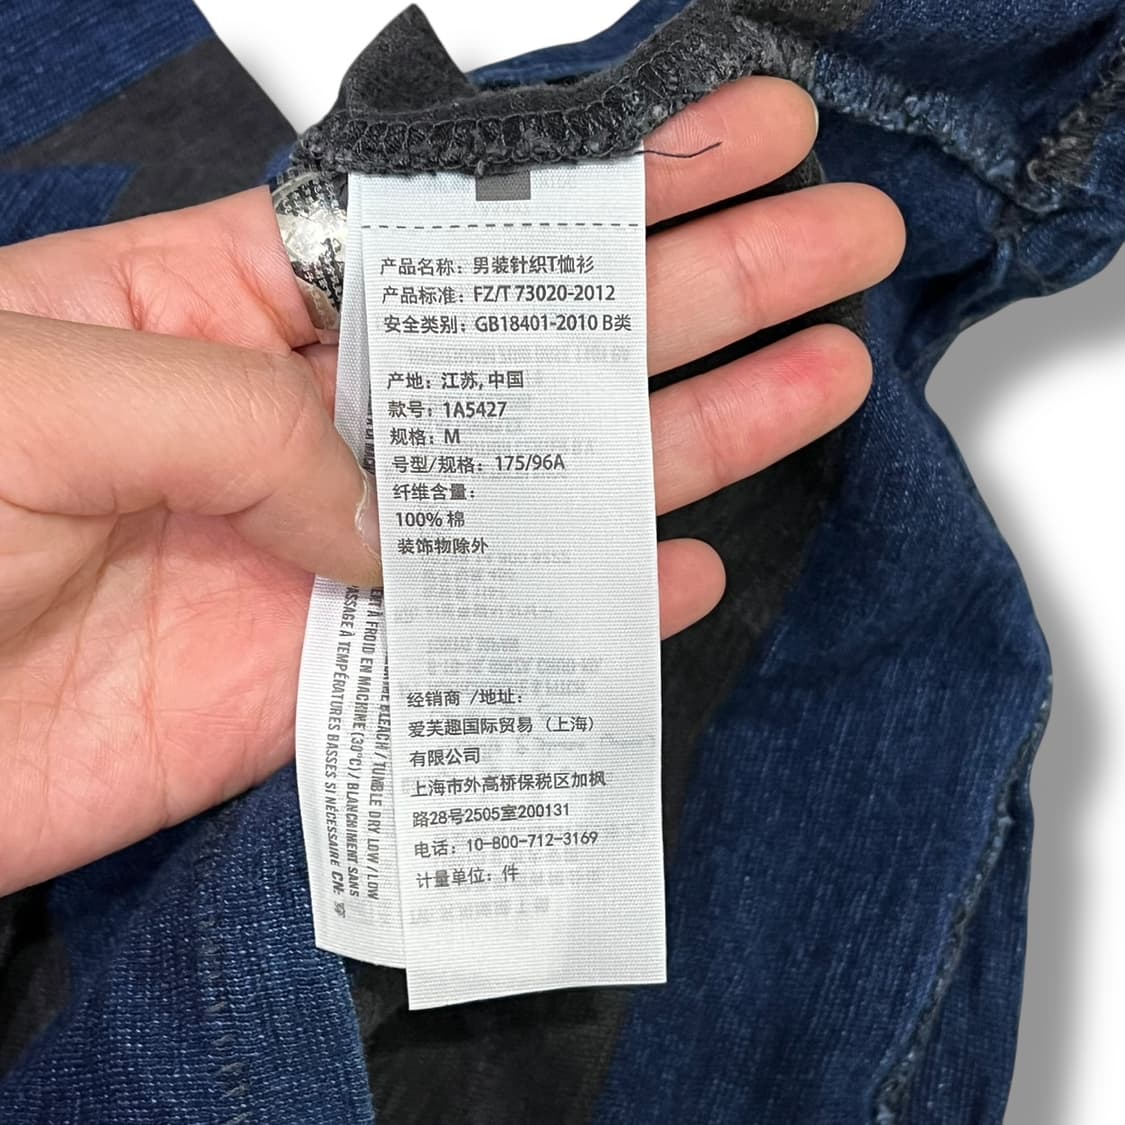 产品名称：男装针织T恤衫
产品标准：FZ/T 73020-2012
安全类别：GB18401-2010 B类
产地：江苏, 中国
款号：1A5427
规格：M
号型/规格：175/96A
纤维含量：
100% 棉
装饰物除外
经销商 /地址：
爱芙趣国际贸易（上海）
有限公司
上海市外高桥保税区加枫
路28号2505室200131
电话：10-800-712-3169
计量单位：件
BLEACH / TUMBLE DRY LOW / LOW
À FROID EN MACHINE (30°C) / BLANCHIMENT SANS
PASSAGE À TEMPÉRATURES BASSES SI NÉCESSAIRE CN: